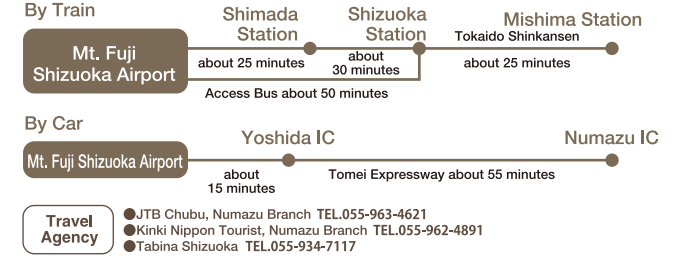 By Train
Shimada
Station
Shizuoka
Station
Mishima Station
Tokaido Shinkansen
Mt. Fuji
Shizuoka Airport
about 25 minutes
about
30 minutes
about 25 minutes
Access Bus about 50 minutes
By Car
Yoshida IC
Numazu IC
Mt. Fuji Shizuoka Airport
about
15 minutes
Tomei Expressway about 55 minutes
Travel
Agency
●JTB Chubu, Numazu Branch TEL.055-963-4621
●Kinki Nippon Tourist, Numazu Branch TEL.055-962-4891
●Tabina Shizuoka TEL.055-934-7117